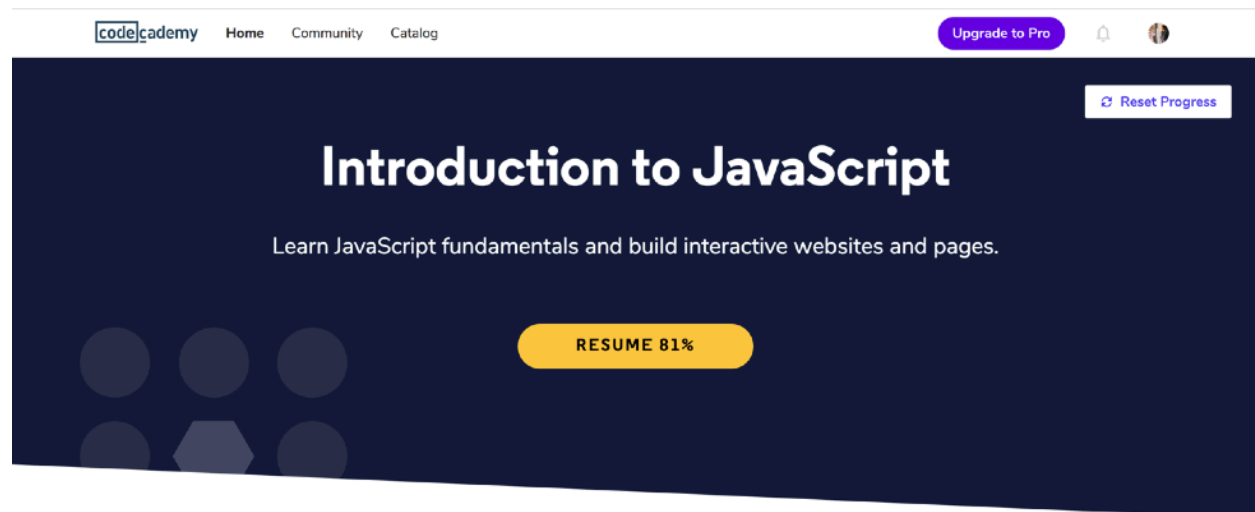 codecademy Home Community Catalog Upgrade to Pro
Reset Progress
Introduction to JavaScript
Learn JavaScript fundamentals and build interactive websites and pages.
RESUME 81%